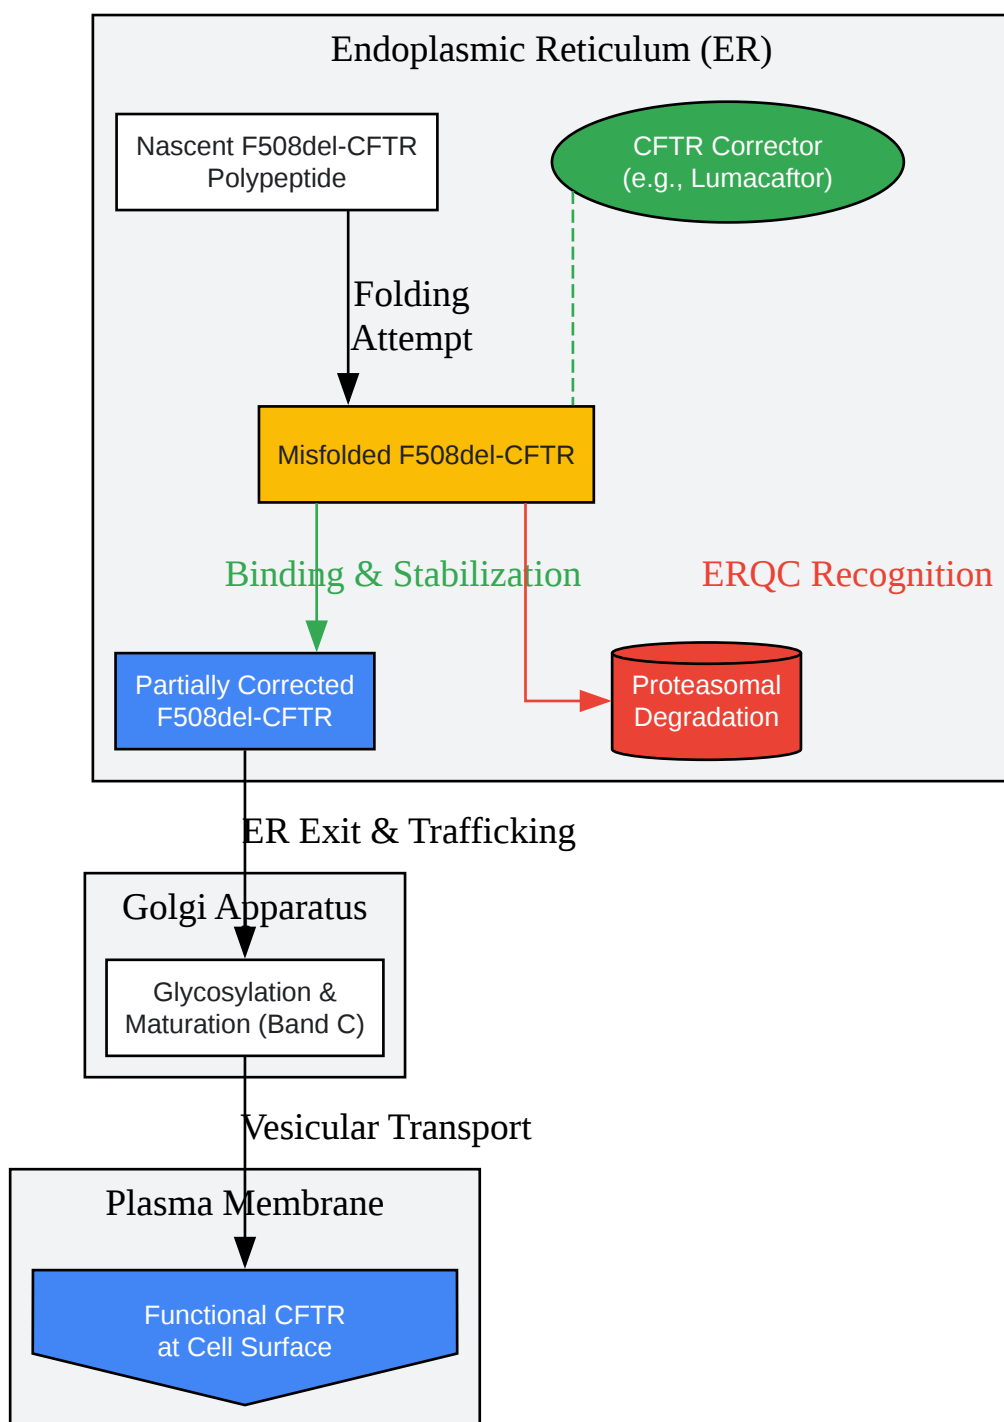 Endoplasmic Reticulum (ER)
Nascent F508del-CFTR
Polypeptide
CFTR Corrector
(e.g., Lumacaftor)
Folding
Attempt
Misfolded F508del-CFTR
Binding & Stabilization
ERQC Recognition
Partially Corrected
F508del-CFTR
Proteasomal
Degradation
ER Exit & Trafficking
Golgi Apparatus
Glycosylation &
Maturation (Band C)
Vesicular Transport
Plasma Membrane
Functional CFTR
at Cell Surface